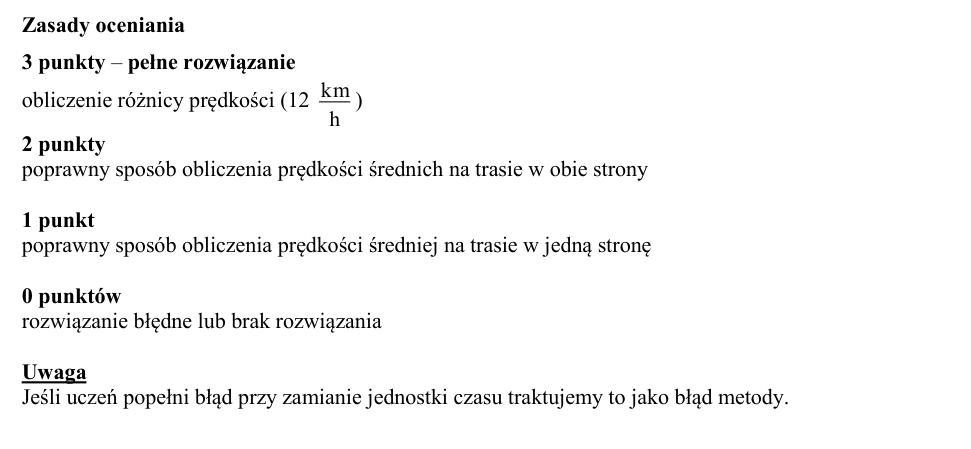 Zasady oceniania
3 punkty – pełne rozwiązanie
obliczenie różnicy prędkości (12 km/h)
2 punkty
poprawny sposób obliczenia prędkości średnich na trasie w obie strony
1 punkt
poprawny sposób obliczenia prędkości średniej na trasie w jedną stronę
0 punktów
rozwiązanie błędne lub brak rozwiązania
Uwaga
Jeśli uczeń popełni błąd przy zamianie jednostki czasu traktujemy to jako błąd metody.